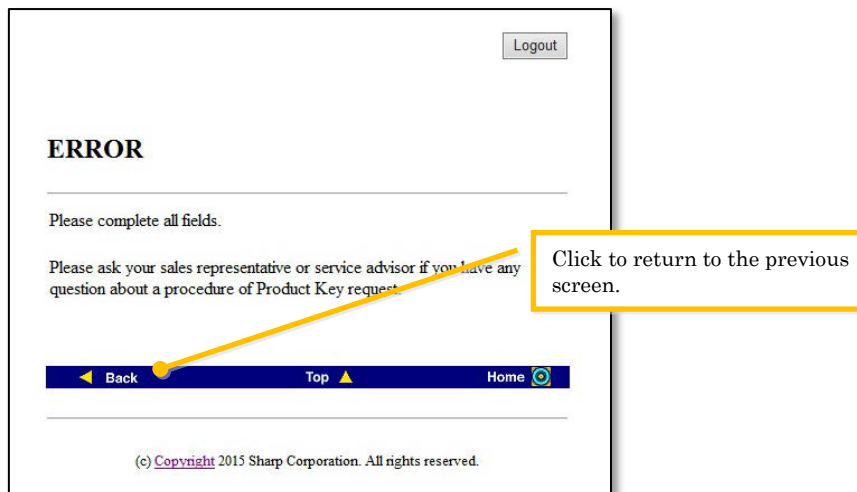 Logout
ERROR
Please complete all fields.
Please ask your sales representative or service advisor if you have any
question about a procedure of Product Key request.
Click to return to the previous
screen.
Back Top Home
(c) Copyright 2015 Sharp Corporation. All rights reserved.